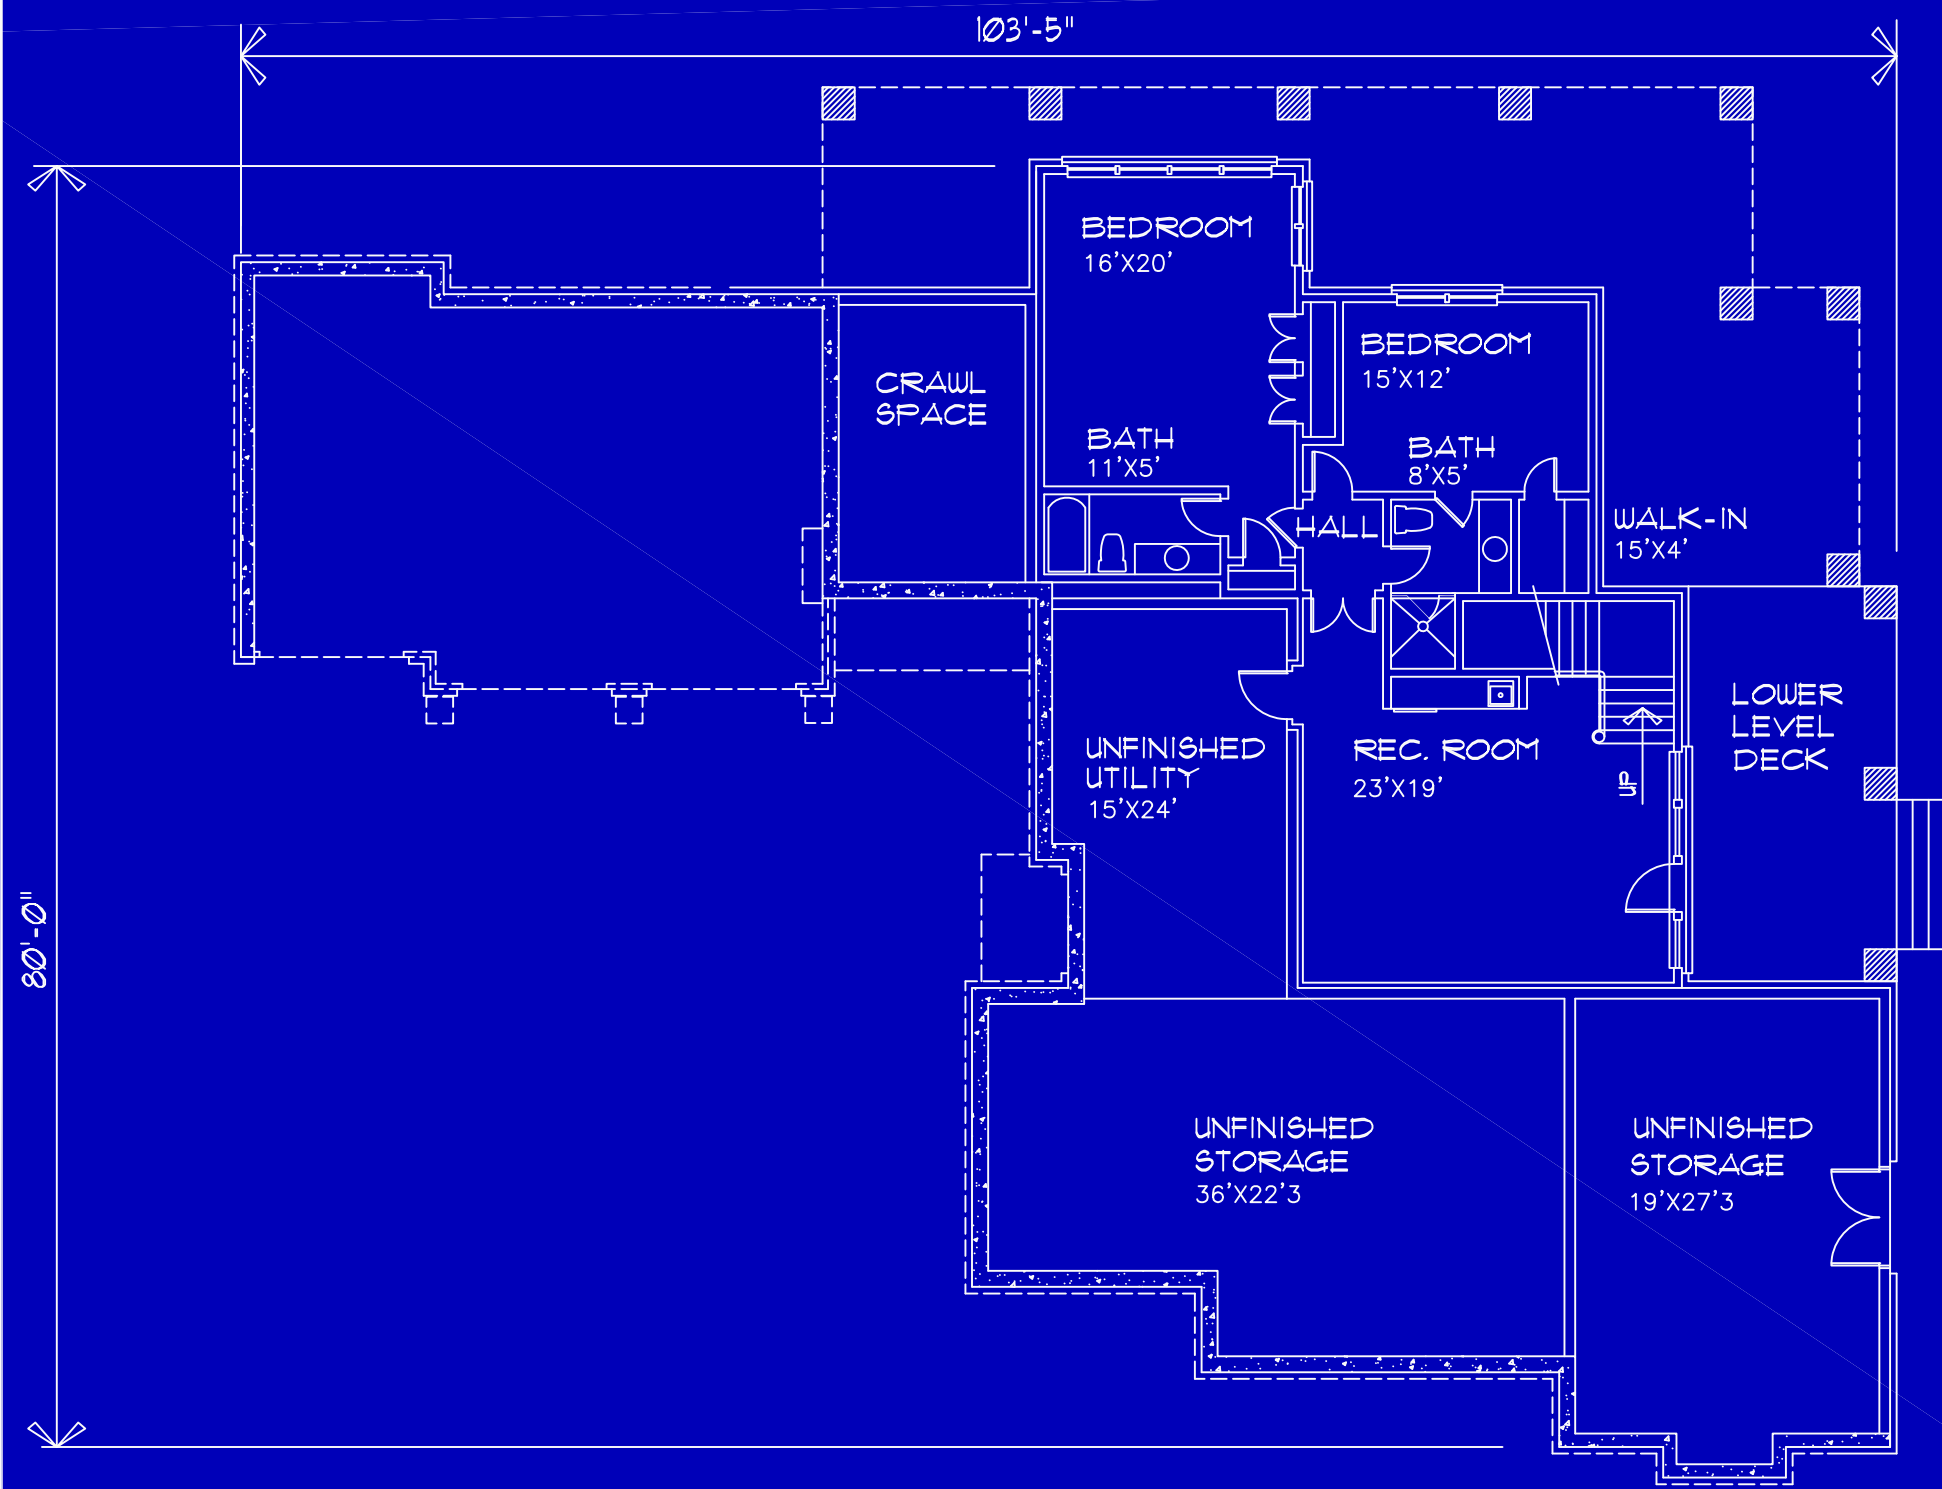 103'-5"
BEDROOM
16'X20'
BEDROOM
15'X12'
CRAWL
SPACE
BATH
11'X5'
BATH
8'X5'
HALL
WALK-IN
15'X4'
LOWER
LEVEL
DECK
UNFINISHED
UTILITY
15'X24'
REC. ROOM
23'X19'
UP
80'-0"
UNFINISHED
STORAGE
36'X22'3
UNFINISHED
STORAGE
19'X27'3